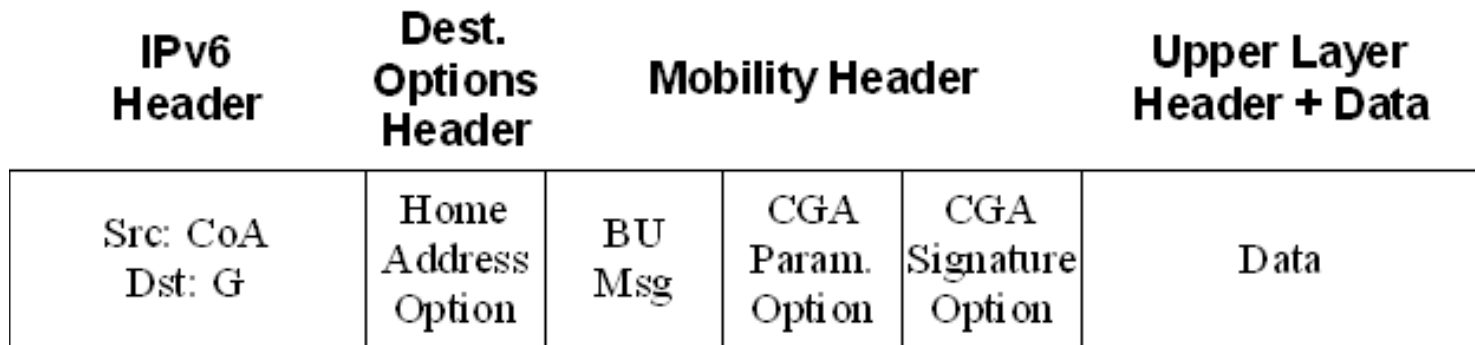 IPv6
Header
Dest.
Options
Header
Mobility Header
Upper Layer
Header + Data
Src: CoA
Dst: G
Home
Address
Option
BU
Msg
CGA
Param.
Option
CGA
Signature
Option
Data